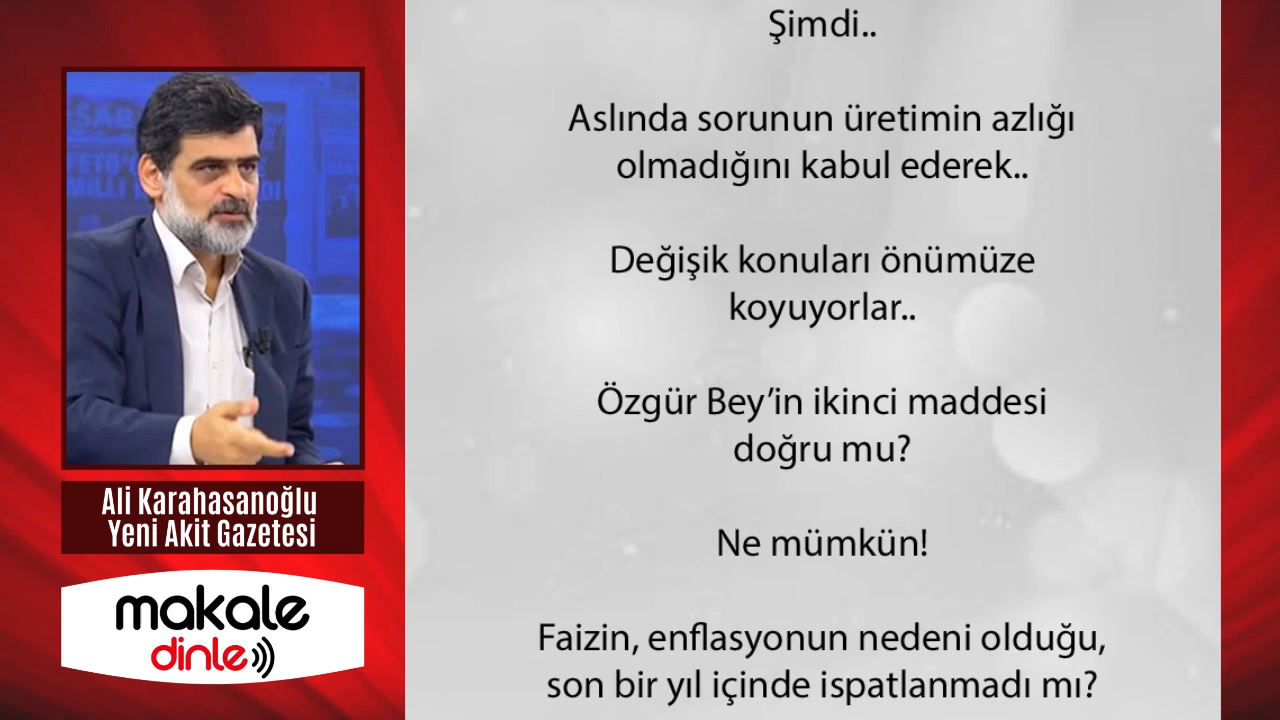 Şimdi..
Aslında sorunun üretimin azlığı
olmadığını kabul ederek..
Değişik konuları önümüze
koyuyorlar..
Özgür Bey’in ikinci maddesi
doğru mu?
Ne mümkün!
Faizin, enflasyonun nedeni olduğu,
son bir yıl içinde ispatlanmadı mı?
Ali Karahasanoğlu
Yeni Akit Gazetesi
makale
dinle